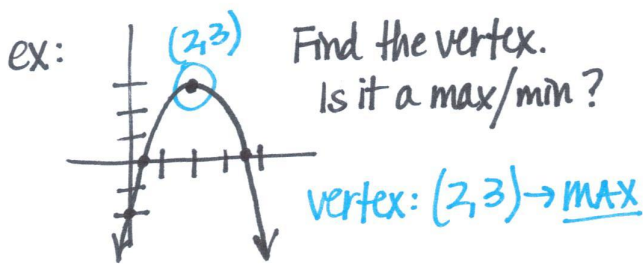 ex:
(2,3)
Find the vertex.
Is it a max/min?
vertex: (2,3) → MAX